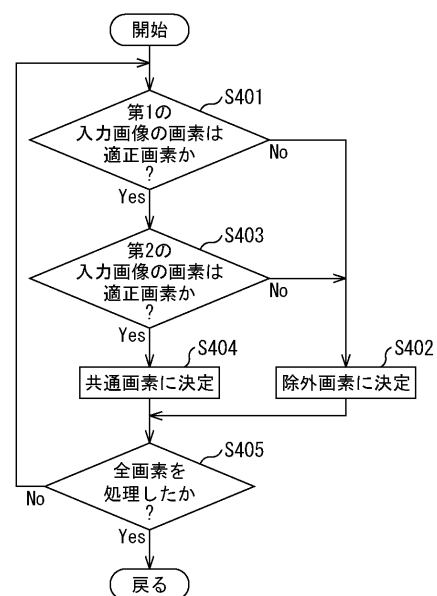 開始
S401
第1の
入力画像の画素は
適正画素か
?
No
Yes
S403
第2の
入力画像の画素は
適正画素か
?
No
Yes
S404
共通画素に決定
S402
除外画素に決定
S405
全画素を
処理したか
?
No
Yes
戻る